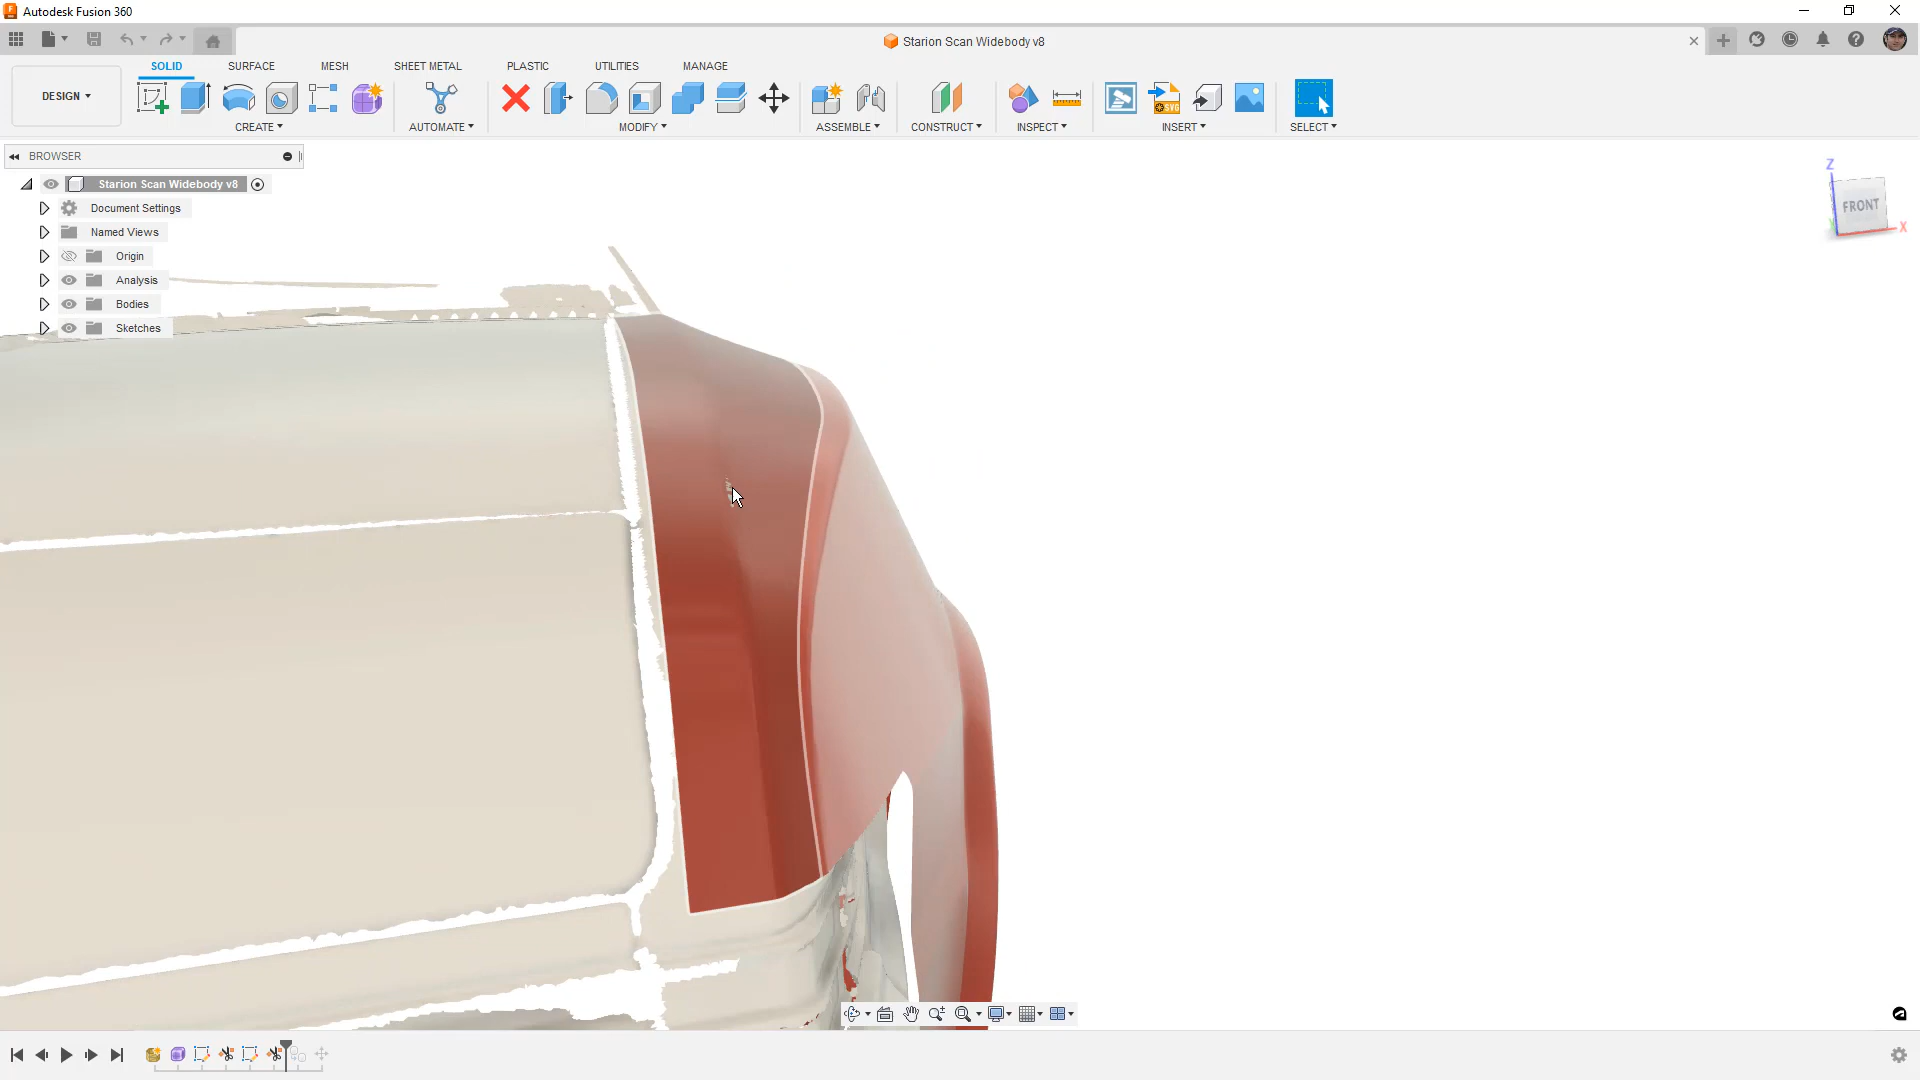 Autodesk Fusion 360
Starion Scan Widebody v8
SOLID SURFACE MESH SHEET METAL PLASTIC UTILITIES MANAGE
DESIGN
CREATE AUTOMATE MODIFY ASSEMBLE CONSTRUCT INSPECT INSERT SELECT
SVG
BROWSER
Starion Scan Widebody v8
Document Settings
Named Views
Origin
Analysis
Bodies
Sketches
Z
FRONT
X